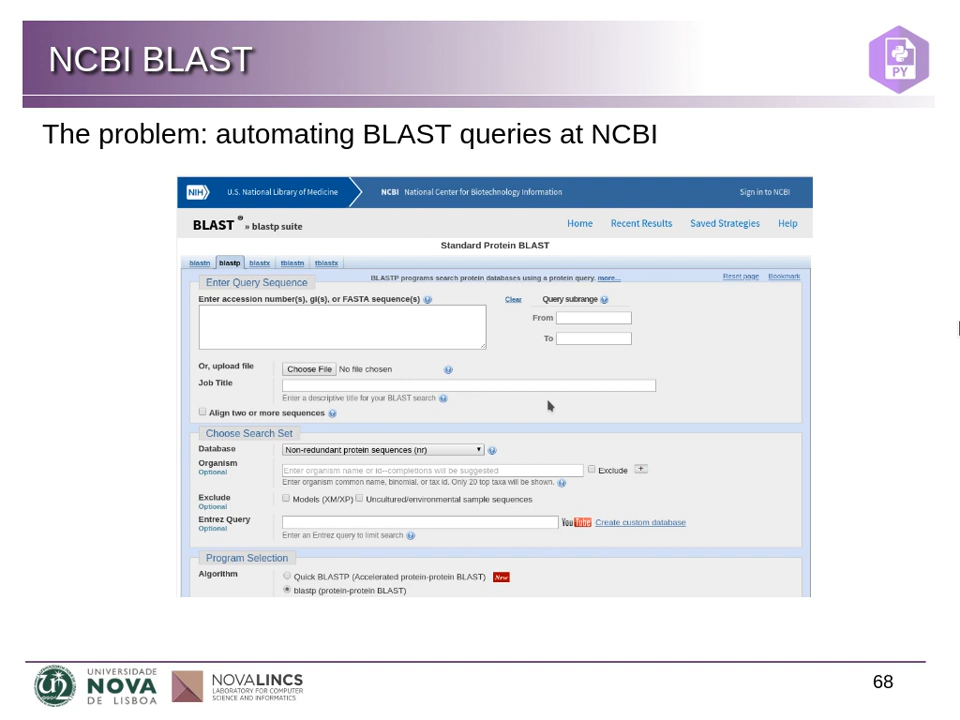 NCBI BLAST
PY
The problem: automating BLAST queries at NCBI
NIH U.S. National Library of Medicine NCBI National Center for Biotechnology Information Sign in to NCBI
BLAST ® » blastp suite Home Recent Results Saved Strategies Help
Standard Protein BLAST
blastn blastp blastx tblastn tblastx
BLASTP programs search protein databases using a protein query. more... Reset page Bookmark
Enter Query Sequence
Enter accession number(s), gi(s), or FASTA sequence(s) Clear Query subrange
From
To
Or, upload file Choose File No file chosen
Job Title
Enter a descriptive title for your BLAST search
Align two or more sequences
Choose Search Set
Database Non-redundant protein sequences (nr)
Organism
Optional
Enter organism name or id--completions will be suggested Exclude +
Enter organism common name, binomial, or tax id. Only 20 top taxa will be shown.
Exclude
Optional
Models (XM/XP) Uncultured/environmental sample sequences
Entrez Query
Optional
YouTube Create custom database
Enter an Entrez query to limit search
Program Selection
Algorithm Quick BLASTP (Accelerated protein-protein BLAST) New
blastp (protein-protein BLAST)
UNIVERSIDADE
NOVA
DE LISBOA
NOVALINCS
LABORATORY FOR COMPUTER
SCIENCE AND INFORMATICS
68